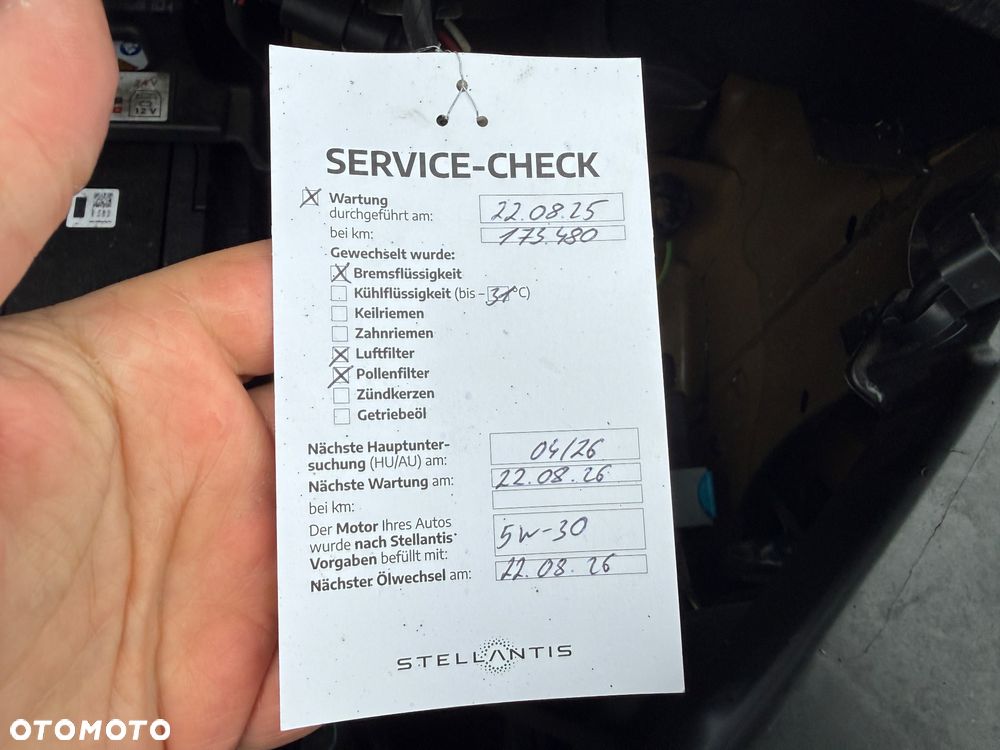 24V
12V
SERVICE-CHECK
Wartung
durchgeführt am: 22.08.25
bei km: 173.480
Gewechselt wurde:
Bremsflüssigkeit
Kühlflüssigkeit (bis -31°C)
Keilriemen
Zahnriemen
Luftfilter
Pollenfilter
Zündkerzen
Getriebeöl
Nächste Hauptunter-
suchung (HU/AU) am: 04/26
Nächste Wartung am: 22.08.26
bei km:
Der Motor Ihres Autos
wurde nach Stellantis
Vorgaben befüllt mit: 5W-30
Nächster Ölwechsel am: 22.08.26
STELLANTIS
OTOMOTO